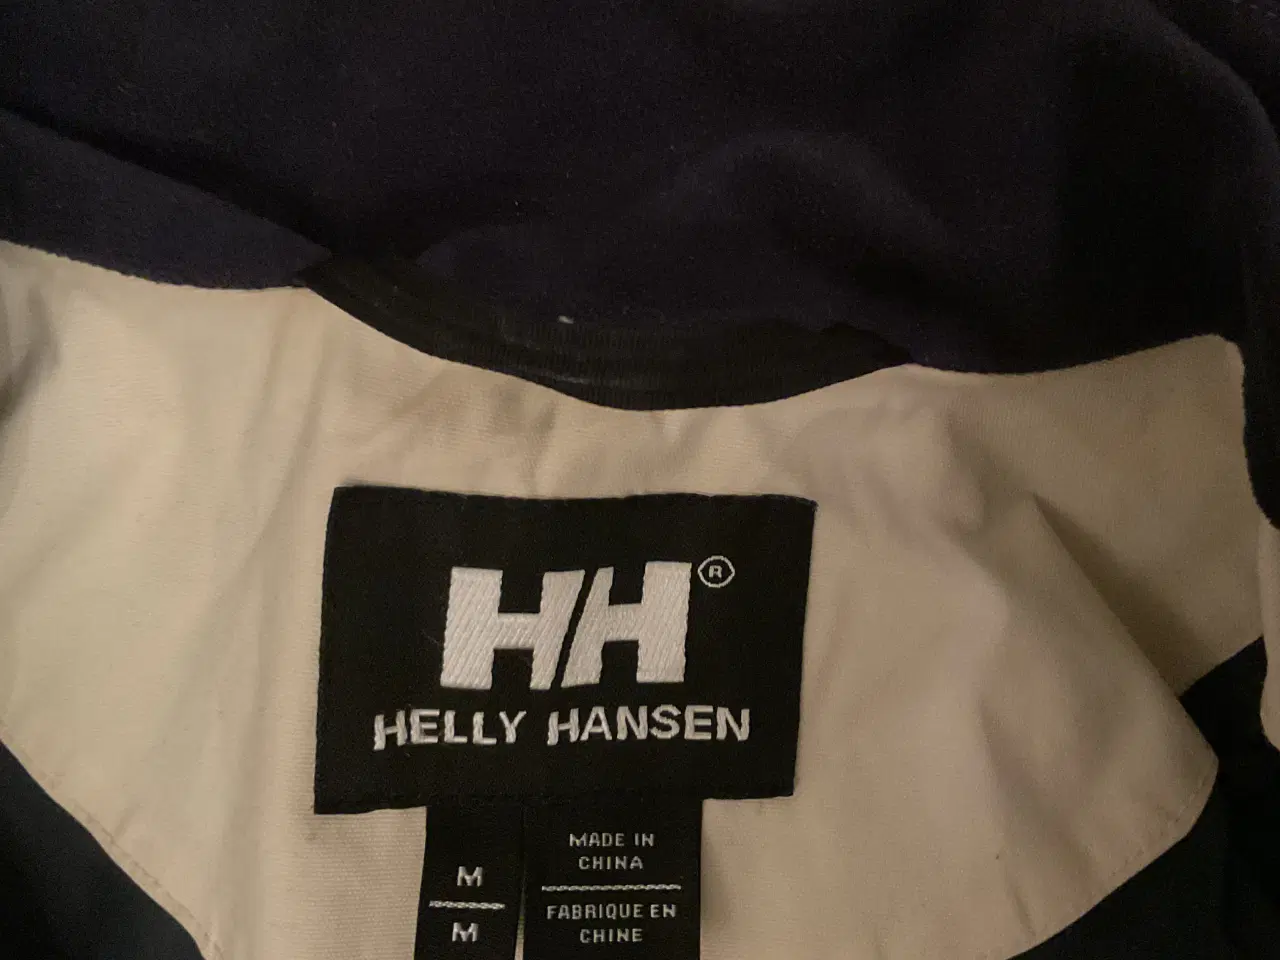 HH®
HELLY HANSEN
M
M
MADE IN
CHINA
FABRIQUE EN
CHINE